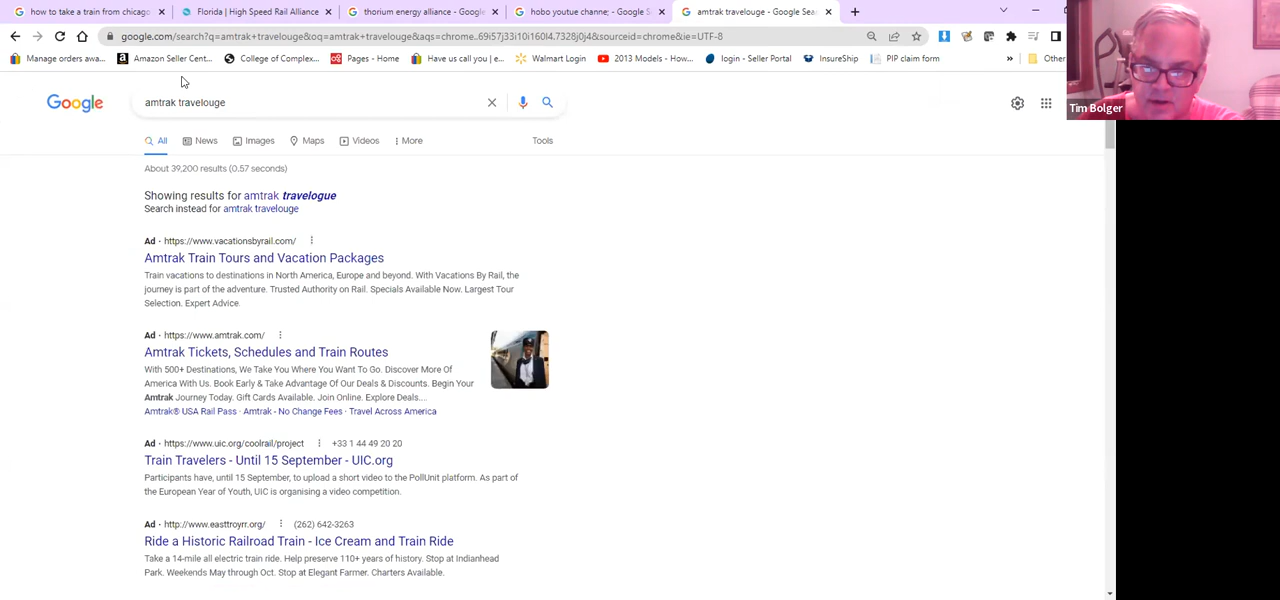 how to take a train from chicago
Florida | High Speed Rail Alliance
thorium energy alliance - Google
hobo youtue channe; - Google S
amtrak travelouge - Google Sea
google.com/search?q=amtrak+travelouge&oq=amtrak+travelouge&aqs=chrome..69i57j33i10i160l4.7328j0j4&sourceid=chrome&ie=UTF-8
Manage orders awa...
Amazon Seller Cent...
College of Complex...
Pages - Home
Have us call you | e...
Walmart Login
2013 Models - How...
login - Seller Portal
InsureShip
PIP claim form
»
Other
Tim Bolger
Google
amtrak travelouge
All
News
Images
Maps
Videos
More
Tools
About 39,200 results (0.57 seconds)
Showing results for amtrak travelogue
Search instead for amtrak travelouge
Ad · https://www.vacationsbyrail.com/
Amtrak Train Tours and Vacation Packages
Train vacations to destinations in North America, Europe and beyond. With Vacations By Rail, the
journey is part of the adventure. Trusted Authority on Rail. Specials Available Now. Largest Tour
Selection. Expert Advice.
Ad · https://www.amtrak.com/
Amtrak Tickets, Schedules and Train Routes
With 500+ Destinations, We Take You Where You Want To Go. Discover More Of
America With Us. Book Early & Take Advantage Of Our Deals & Discounts. Begin Your
Amtrak Journey Today. Gift Cards Available. Join Online. Explore Deals...
Amtrak® USA Rail Pass · Amtrak - No Change Fees · Travel Across America
Ad · https://www.uic.org/coolrail/project +33 1 44 49 20 20
Train Travelers - Until 15 September - UIC.org
Participants have, until 15 September, to upload a short video to the PollUnit platform. As part of
the European Year of Youth, UIC is organising a video competition.
Ad · http://www.easttroyrr.org/ (262) 642-3263
Ride a Historic Railroad Train - Ice Cream and Train Ride
Take a 14-mile all electric train ride. Help preserve 110+ years of history. Stop at Indianhead
Park. Weekends May through Oct. Stop at Elegant Farmer. Charters Available.